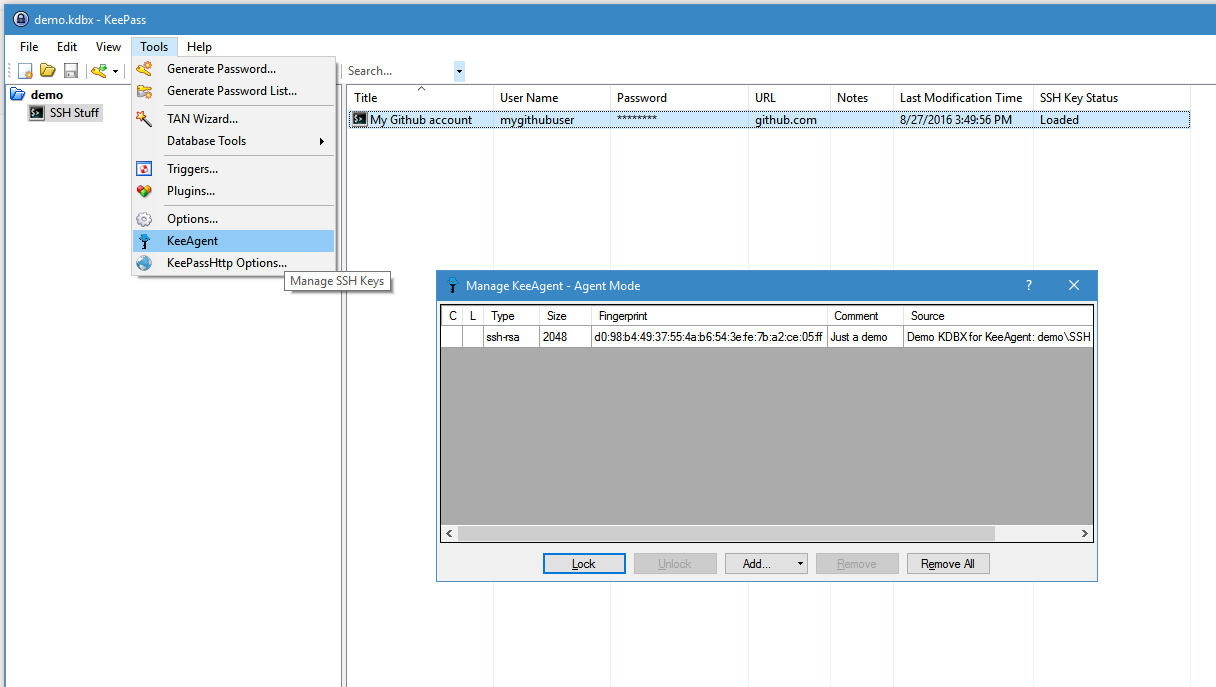 demo.kdbx - KeePass
File Edit View Tools Help
Search...
demo
SSH Stuff
Generate Password...
Generate Password List...
TAN Wizard...
Database Tools
Triggers...
Plugins...
Options...
KeeAgent
KeePassHttp Options...
Manage SSH Keys
Title User Name Password URL Notes Last Modification Time SSH Key Status
My Github account mygithubuser ******** github.com 8/27/2016 3:49:56 PM Loaded
Manage KeeAgent - Agent Mode ?
C L Type Size Fingerprint Comment Source
ssh-rsa 2048 d0:98:b4:49:37:55:4a:b6:54:3e:fe:7b:a2:ce:05:ff Just a demo Demo KDBX for KeeAgent: demo\SSH
Lock Unlock Add... Remove Remove All